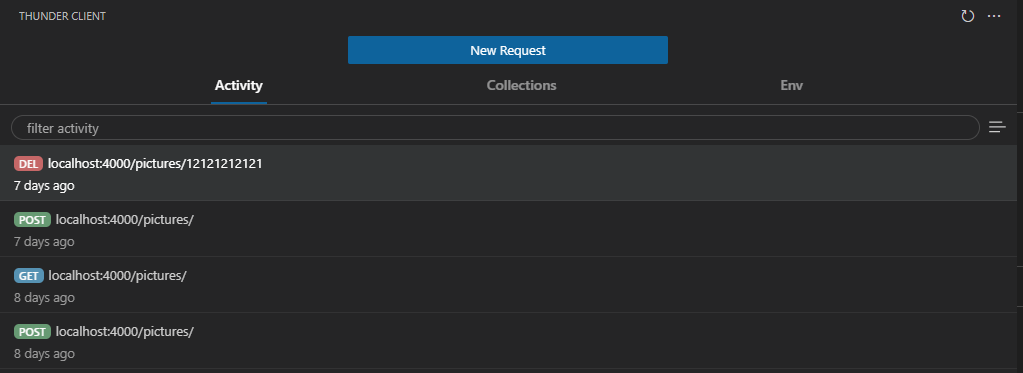 THUNDER CLIENT
New Request
Activity Collections Env
filter activity
DEL localhost:4000/pictures/12121212121
7 days ago
POST localhost:4000/pictures/
7 days ago
GET localhost:4000/pictures/
8 days ago
POST localhost:4000/pictures/
8 days ago